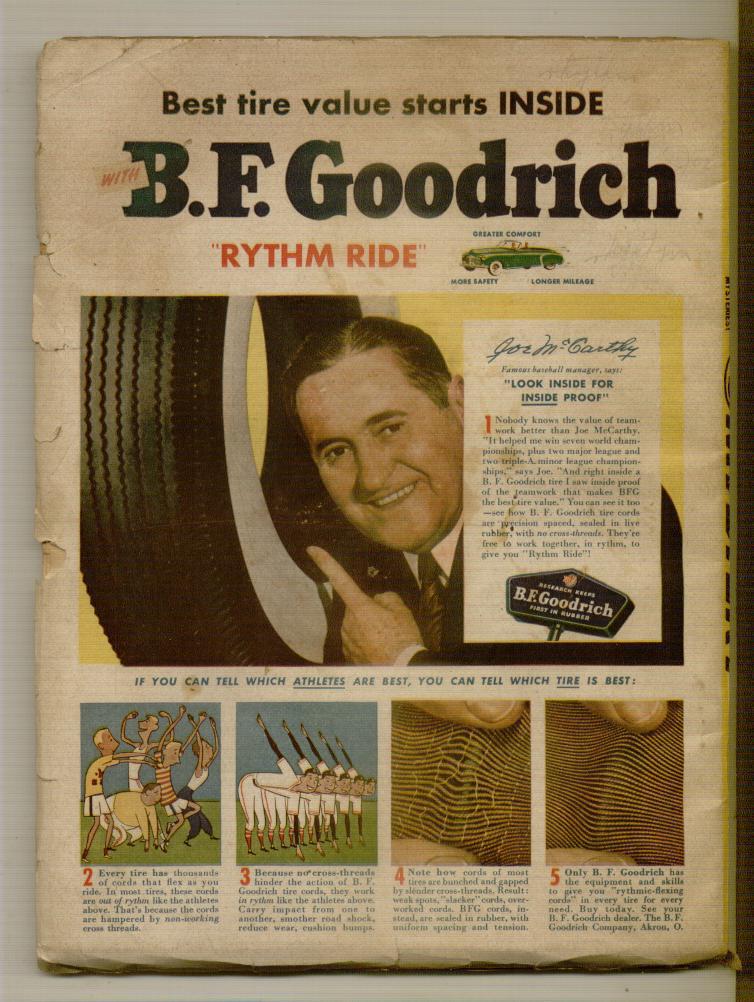 Best tire value starts INSIDE
WITH B.F. Goodrich
"RYTHM RIDE"
GREATER COMFORT
MORE SAFETY LONGER MILEAGE
Joe McCarthy
Famous baseball manager, says:
"LOOK INSIDE FOR
INSIDE PROOF"
1 Nobody knows the value of team-
work better than Joe McCarthy.
"It helped me win seven world cham-
pionships, plus two major league and
two triple-A minor league champion-
ships," says Joe. "And right inside a
B. F. Goodrich tire I saw inside proof
of the teamwork that makes BFG
the best tire value." You can see it too
—see how B. F. Goodrich tire cords
are precision spaced, sealed in live
rubber, with no cross-threads. They're
free to work together, in rythm, to
give you "Rythm Ride"!
RESEARCH KEEPS
B.F. Goodrich
FIRST IN RUBBER
IF YOU CAN TELL WHICH ATHLETES ARE BEST, YOU CAN TELL WHICH TIRE IS BEST:
2 Every tire has thousands
of cords that flex as you
ride. In most tires, these cords
are out of rythm like the athletes
above. That's because the cords
are hampered by non-working
cross threads.
3 Because no cross-threads
hinder the action of B. F.
Goodrich tire cords, they work
in rythm like the athletes above.
Carry impact from one to
another, smother road shock,
reduce wear, cushion bumps.
4 Note how cords of most
tires are bunched and gapped
by slender cross-threads. Result:
weak spots, "slacker" cords, over-
worked cords. BFG cords, in-
stead, are sealed in rubber, with
uniform spacing and tension.
5 Only B. F. Goodrich has
the equipment and skills
to give you "rythmic-flexing
cords" in every tire for every
need. Buy today. See your
B. F. Goodrich dealer. The B. F.
Goodrich Company, Akron, O.